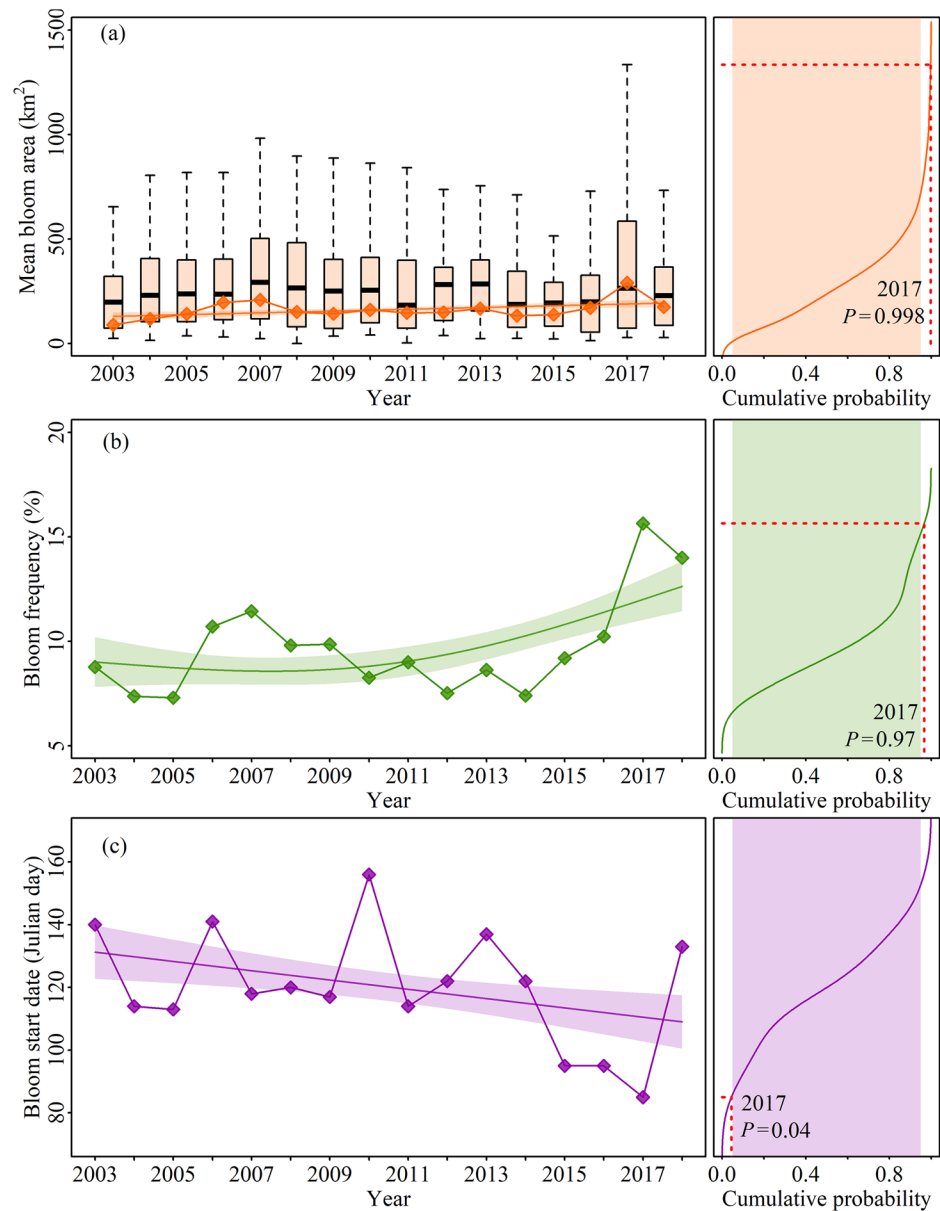 (a)
Mean bloom area (km²)
0 500 1000 1500
2003 2005 2007 2009 2011 2013 2015 2017
Year
2017
P=0.998
0.0 0.4 0.8
Cumulative probability
(b)
Bloom frequency (%)
5 10 15 20
2003 2005 2007 2009 2011 2013 2015 2017
Year
2017
P=0.97
0.0 0.4 0.8
Cumulative probability
(c)
Bloom start date (Julian day)
80 100 120 140 160
2003 2005 2007 2009 2011 2013 2015 2017
Year
2017
P=0.04
0.0 0.4 0.8
Cumulative probability